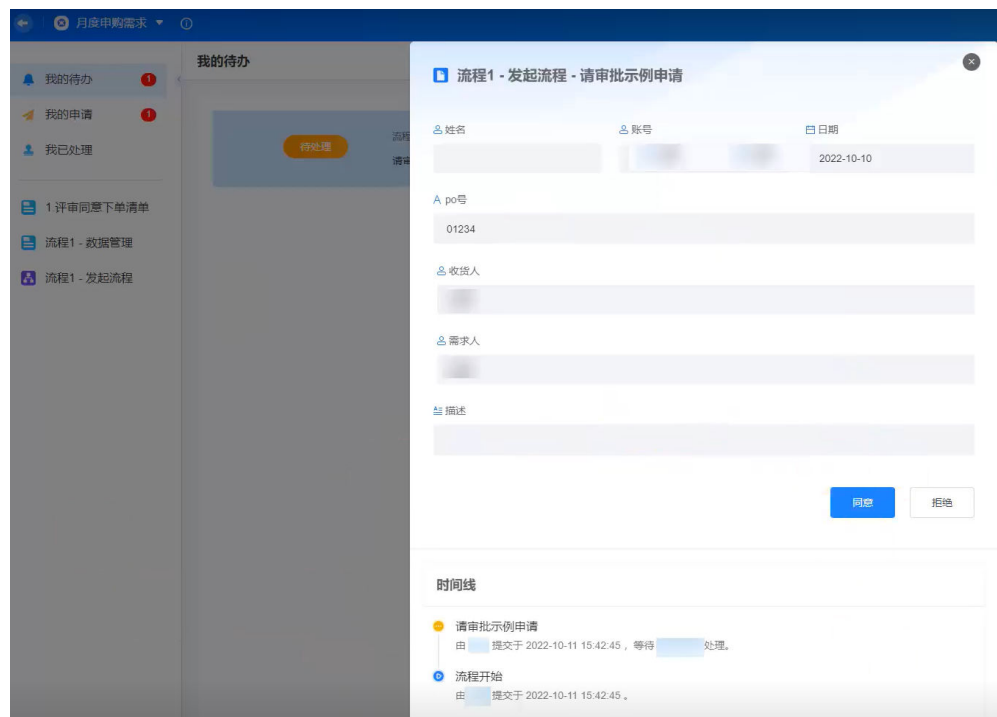 月度申购需求
我的待办 1
我的申请 1
我已处理
1.评审同意下单清单
流程1 - 数据管理
流程1 - 发起流程
我的待办
待处理
流程
请审
流程1 - 发起流程 - 请审批示例申请
姓名 账号 日期
2022-10-10
po号
01234
收货人
需求人
描述
同意 拒绝
时间线
请审批示例申请
由 提交于 2022-10-11 15:42:45 ，等待 处理。
流程开始
由 提交于 2022-10-11 15:42:45 。